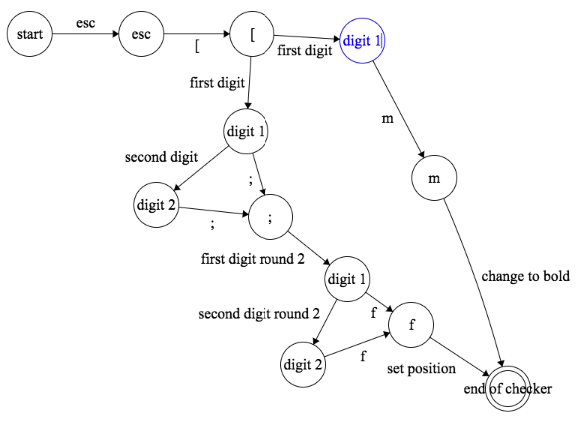 start
esc
esc
[
[
first digit
digit 1
first digit
m
digit 1
second digit
;
m
digit 2
;
;
first digit round 2
digit 1
change to bold
second digit round 2
f
f
digit 2
f
set position
end of checker